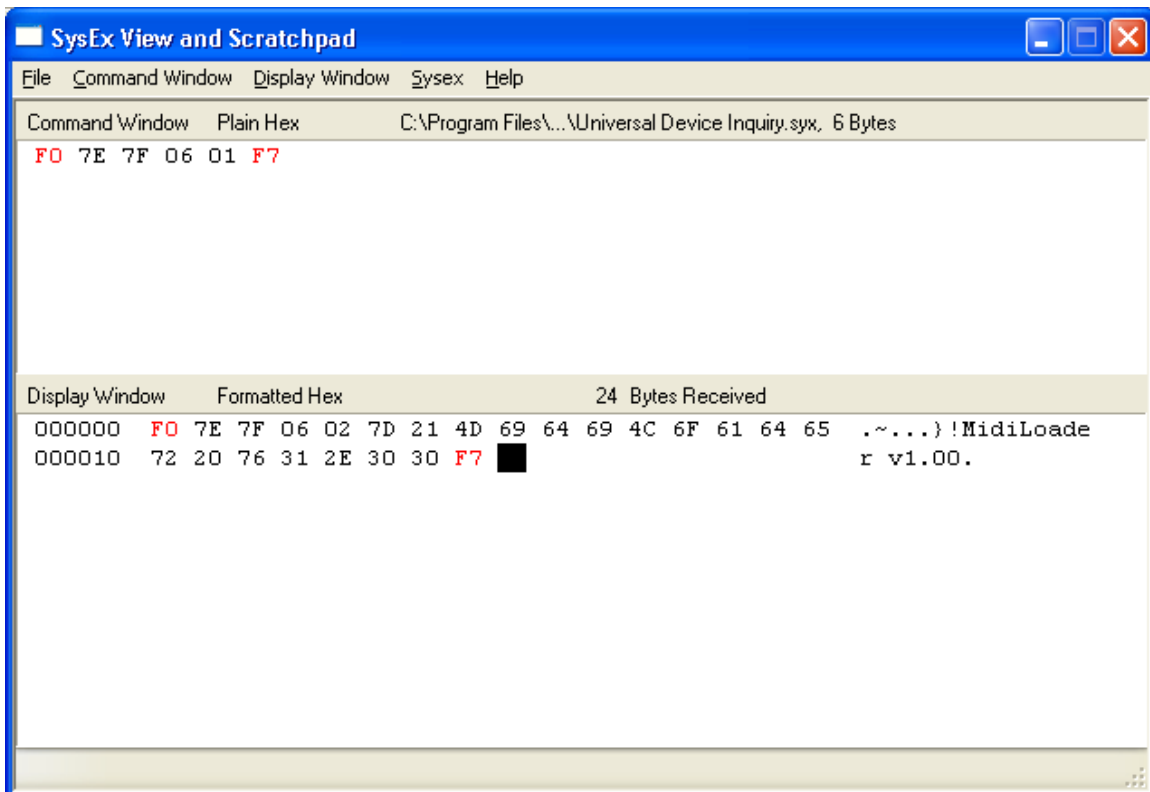 SysEx View and Scratchpad
File Command Window Display Window Sysex Help
Command Window Plain Hex C:\Program Files\...\Universal Device Inquiry.syx, 6 Bytes
F0 7E 7F 06 01 F7
Display Window Formatted Hex 24 Bytes Received
000000 F0 7E 7F 06 02 7D 21 4D 69 64 69 4C 6F 61 64 65 .~...}!MidiLoade
000010 72 20 76 31 2E 30 30 F7 r v1.00.